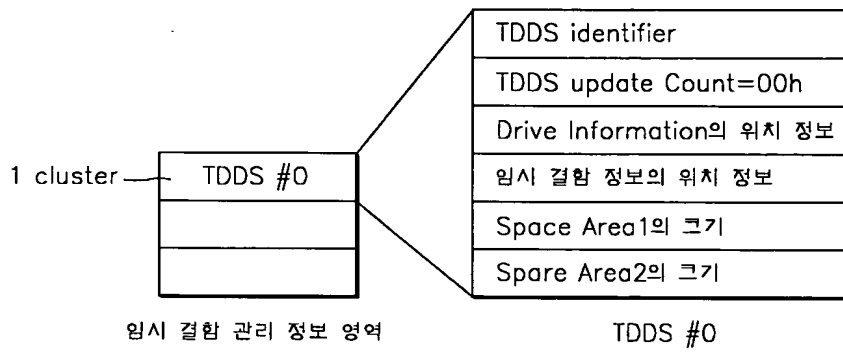 TDDS identifier
TDDS update Count=00h
Drive Information의 위치 정보
임시 결함 정보의 위치 정보
Space Area1의 크기
Spare Area2의 크기
1 cluster
TDDS #0
임시 결함 관리 정보 영역
TDDS #0